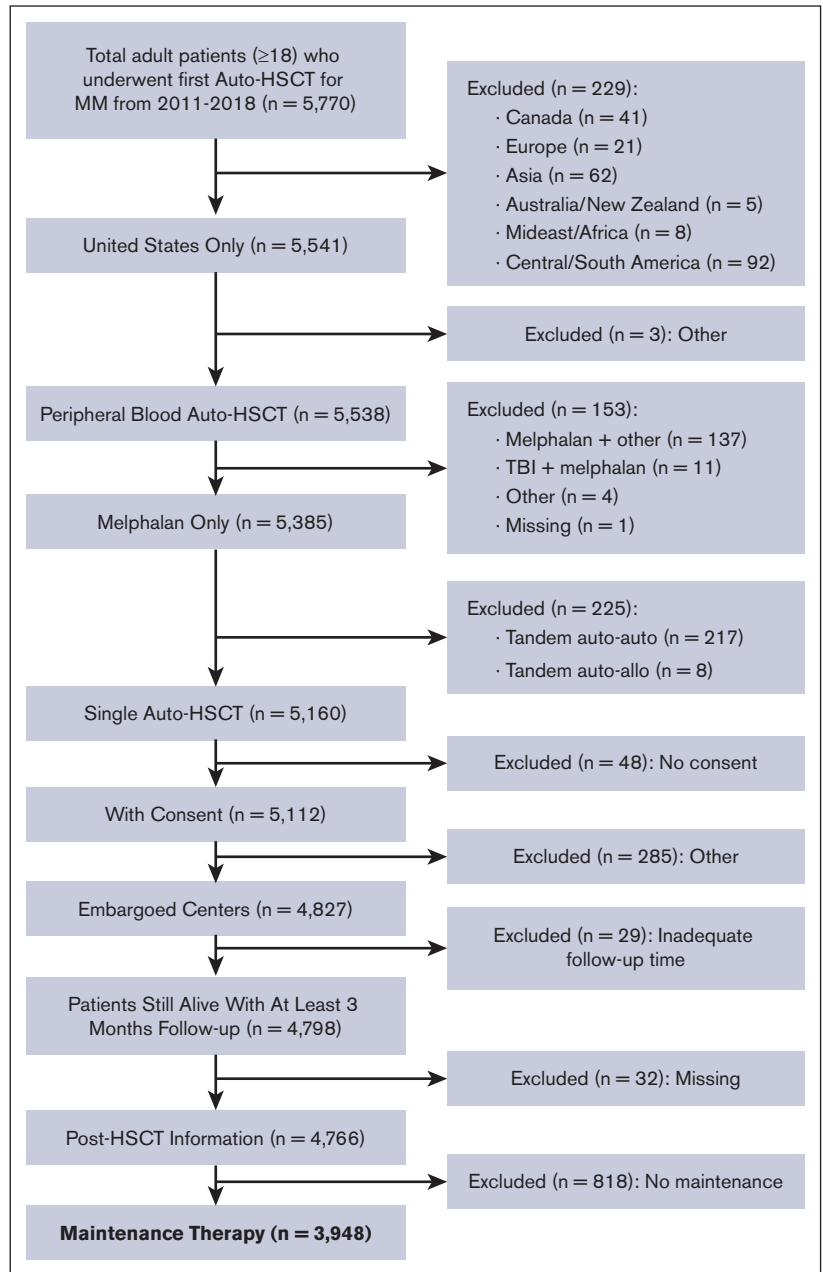 Total adult patients (≥18) who
underwent first Auto-HSCT for
MM from 2011-2018 (n = 5,770)
Excluded (n = 229):
· Canada (n = 41)
· Europe (n = 21)
· Asia (n = 62)
· Australia/New Zealand (n = 5)
· Mideast/Africa (n = 8)
· Central/South America (n = 92)
United States Only (n = 5,541)
Excluded (n = 3): Other
Peripheral Blood Auto-HSCT (n = 5,538)
Excluded (n = 153):
· Melphalan + other (n = 137)
· TBI + melphalan (n = 11)
· Other (n = 4)
· Missing (n = 1)
Melphalan Only (n = 5,385)
Excluded (n = 225):
· Tandem auto-auto (n = 217)
· Tandem auto-allo (n = 8)
Single Auto-HSCT (n = 5,160)
Excluded (n = 48): No consent
With Consent (n = 5,112)
Excluded (n = 285): Other
Embargoed Centers (n = 4,827)
Excluded (n = 29): Inadequate
follow-up time
Patients Still Alive With At Least 3
Months Follow-up (n = 4,798)
Excluded (n = 32): Missing
Post-HSCT Information (n = 4,766)
Excluded (n = 818): No maintenance
Maintenance Therapy (n = 3,948)